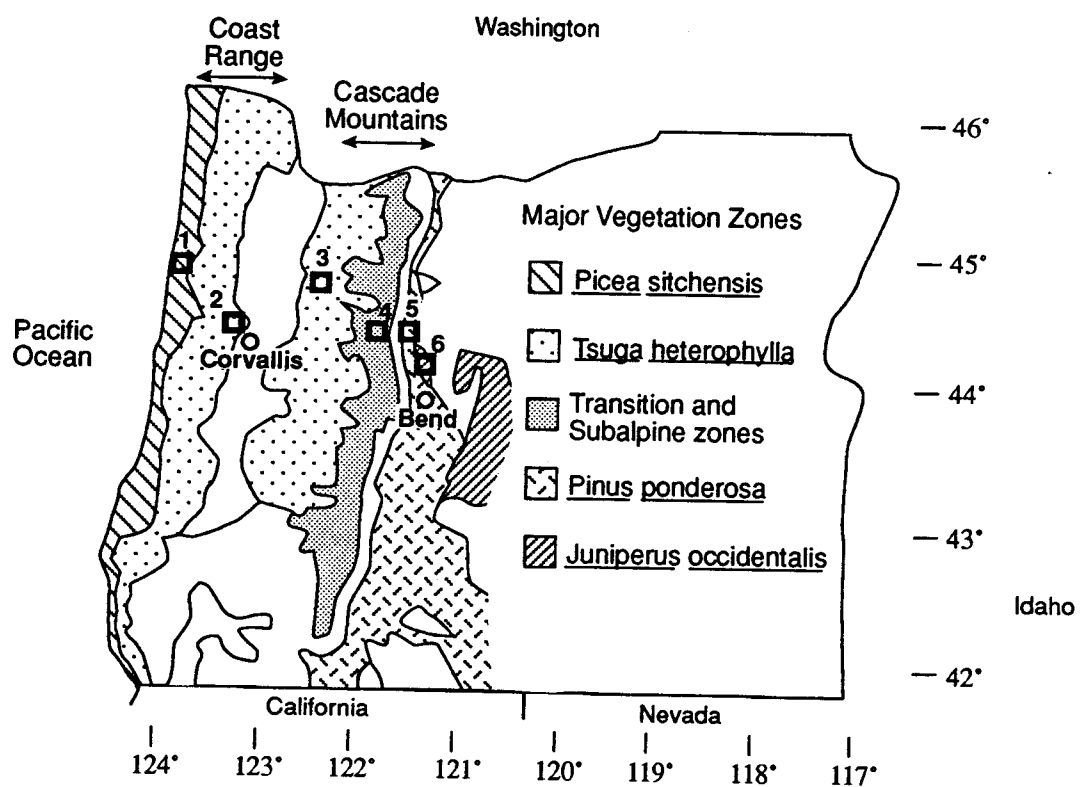 Washington
Coast
Range
Cascade
Mountains
46°
Major Vegetation Zones
1
3
45°
Picea sitchensis
2
4
5
Pacific
Ocean
Corvallis
6
Tsuga heterophylla
44°
Bend
Transition and
Subalpine zones
Pinus ponderosa
43°
Juniperus occidentalis
Idaho
42°
California
Nevada
124°
123°
122°
121°
120°
119°
118°
117°